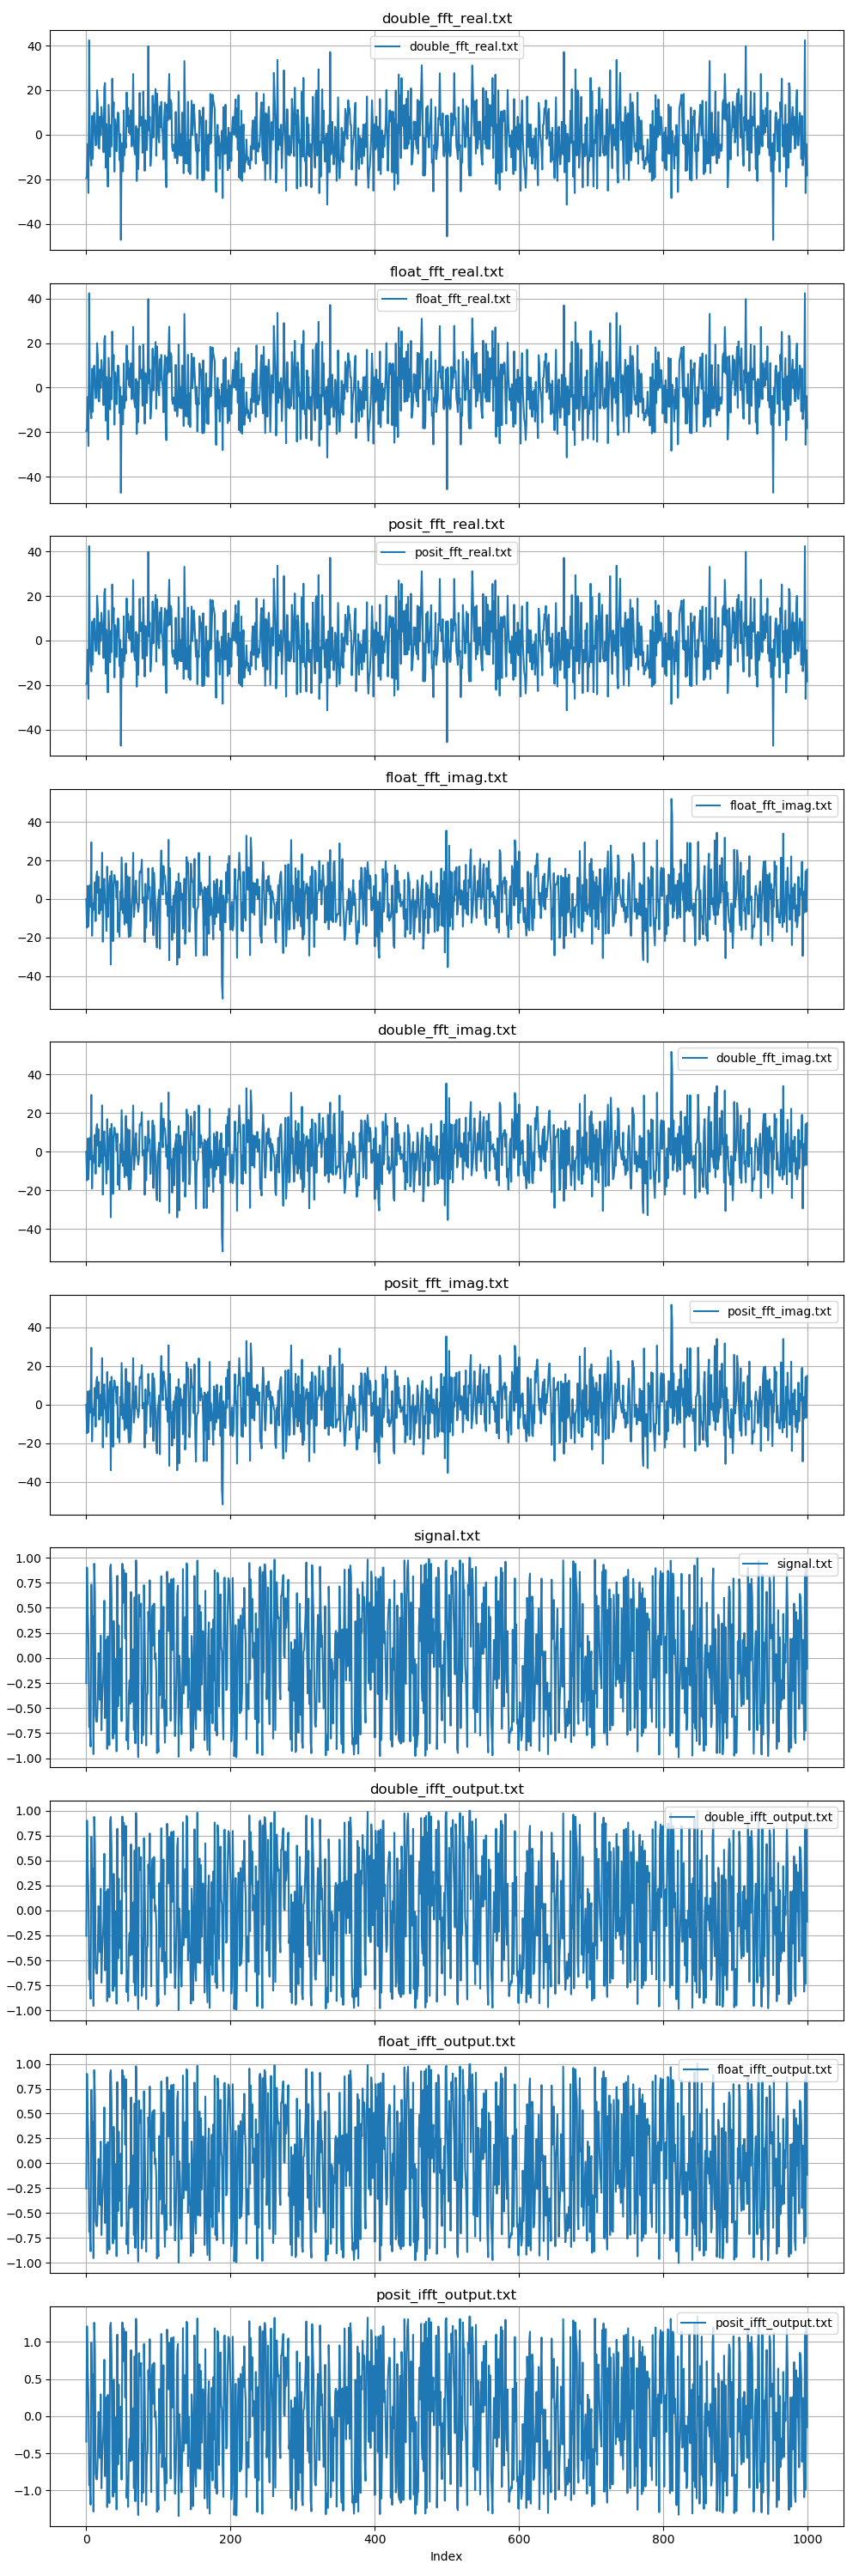 double_fft_real.txt
double_fft_real.txt
40
20
0
−20
−40
float_fft_real.txt
float_fft_real.txt
40
20
0
−20
−40
posit_fft_real.txt
posit_fft_real.txt
40
20
0
−20
−40
float_fft_imag.txt
float_fft_imag.txt
40
20
0
−20
−40
double_fft_imag.txt
double_fft_imag.txt
40
20
0
−20
−40
posit_fft_imag.txt
posit_fft_imag.txt
40
20
0
−20
−40
signal.txt
signal.txt
1.00
0.75
0.50
0.25
0.00
−0.25
−0.50
−0.75
−1.00
double_ifft_output.txt
double_ifft_output.txt
1.00
0.75
0.50
0.25
0.00
−0.25
−0.50
−0.75
−1.00
float_ifft_output.txt
float_ifft_output.txt
1.00
0.75
0.50
0.25
0.00
−0.25
−0.50
−0.75
−1.00
posit_ifft_output.txt
posit_ifft_output.txt
1.0
0.5
0.0
−0.5
−1.0
0 200 400 600 800 1000
Index